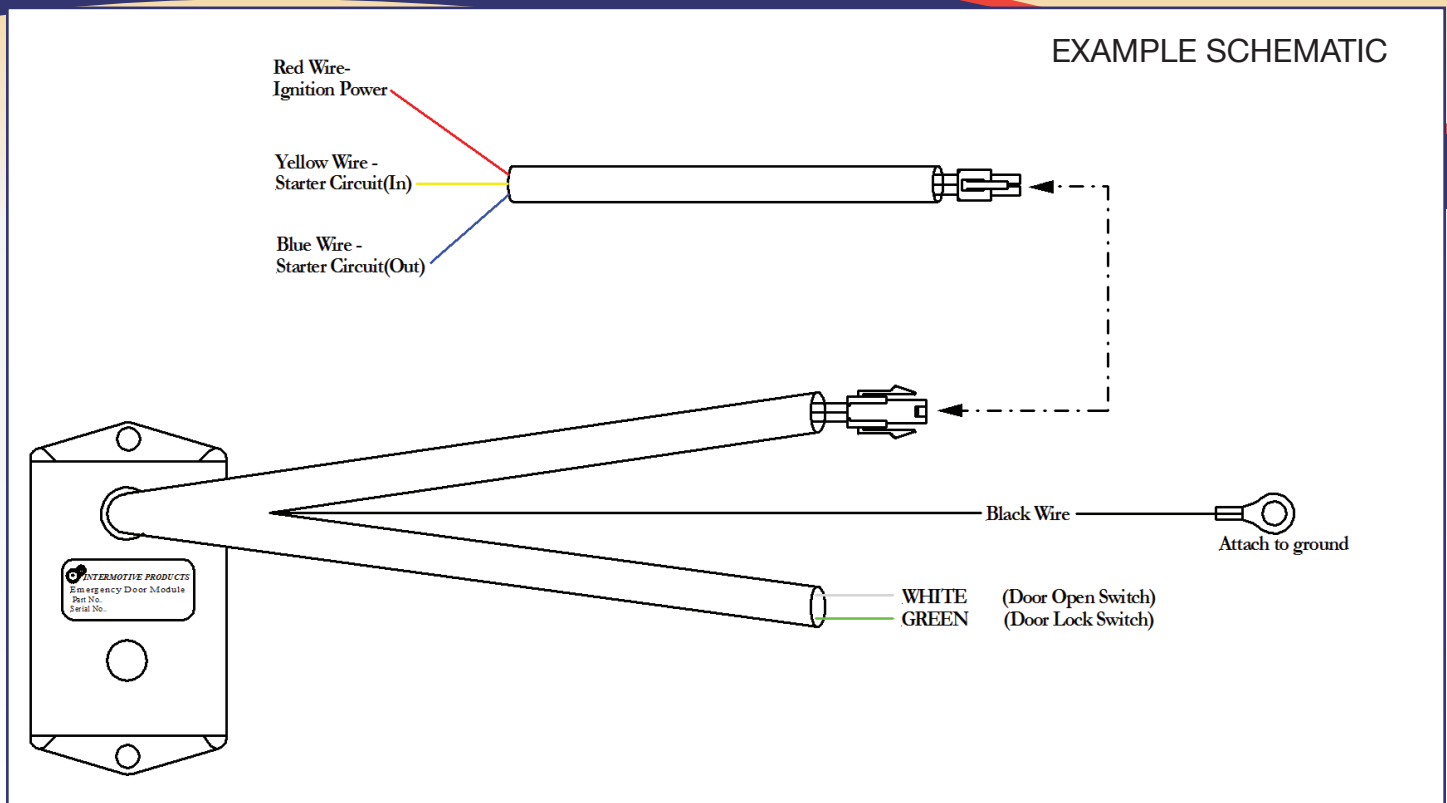 EXAMPLE SCHEMATIC
Red Wire-
Ignition Power
Yellow Wire -
Starter Circuit(In)
Blue Wire -
Starter Circuit(Out)
Black Wire
Attach to ground
INTERMOTIVE PRODUCTS
Emergency Door Module
Part No..
Serial No..
WHITE (Door Open Switch)
GREEN (Door Lock Switch)